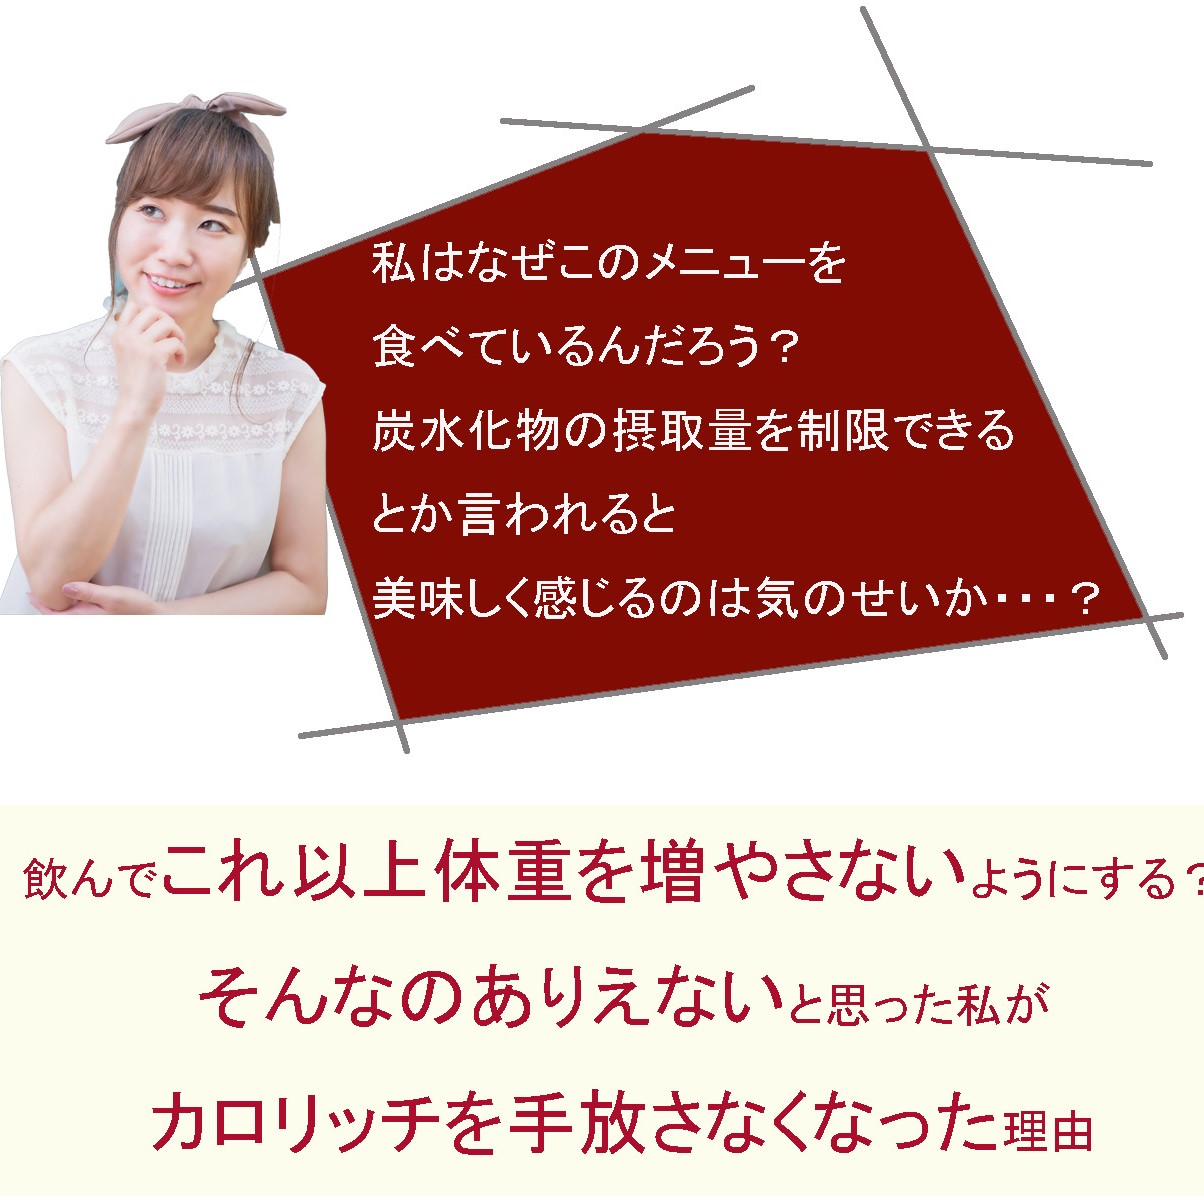 私はなぜこのメニューを
食べているんだろう？
炭水化物の摂取量を制限できる
とか言われると
美味しく感じるのは気のせいか・・・？
飲んでこれ以上体重を増やさないようにする？
そんなのありえないと思った私が
カロリッチを手放さなくなった理由